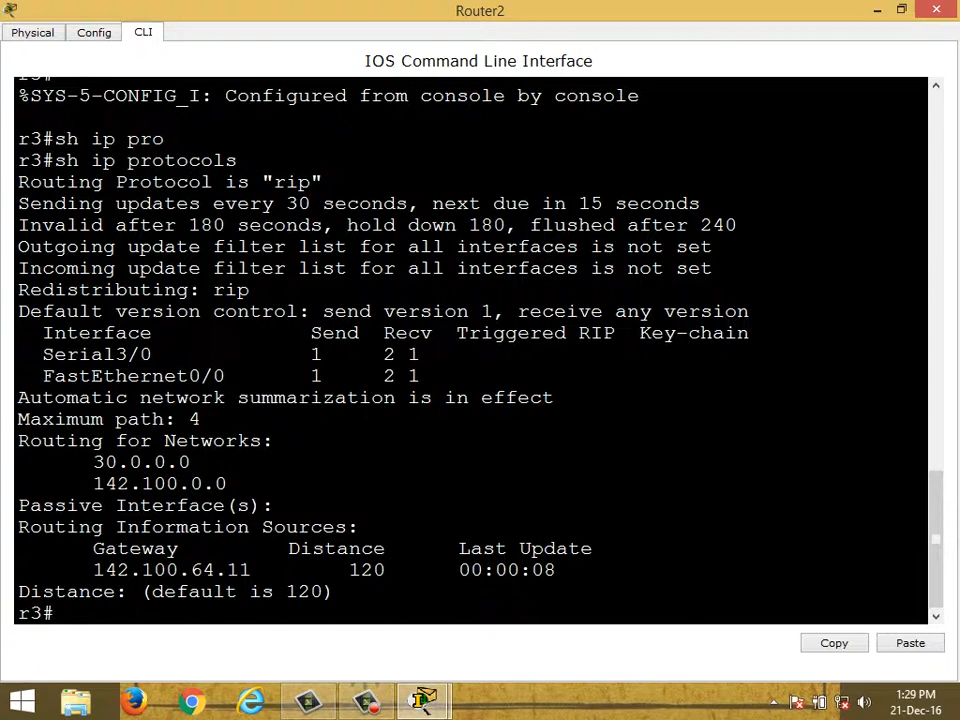 Router2
Physical Config CLI
IOS Command Line Interface
%SYS-5-CONFIG_I: Configured from console by console
r3#sh ip pro
r3#sh ip protocols
Routing Protocol is "rip"
Sending updates every 30 seconds, next due in 15 seconds
Invalid after 180 seconds, hold down 180, flushed after 240
Outgoing update filter list for all interfaces is not set
Incoming update filter list for all interfaces is not set
Redistributing: rip
Default version control: send version 1, receive any version
Interface Send Recv Triggered RIP Key-chain
Serial3/0 1 2 1
FastEthernet0/0 1 2 1
Automatic network summarization is in effect
Maximum path: 4
Routing for Networks:
30.0.0.0
142.100.0.0
Passive Interface(s):
Routing Information Sources:
Gateway Distance Last Update
142.100.64.11 120 00:00:08
Distance: (default is 120)
r3#
Copy Paste
1:29 PM
21-Dec-16